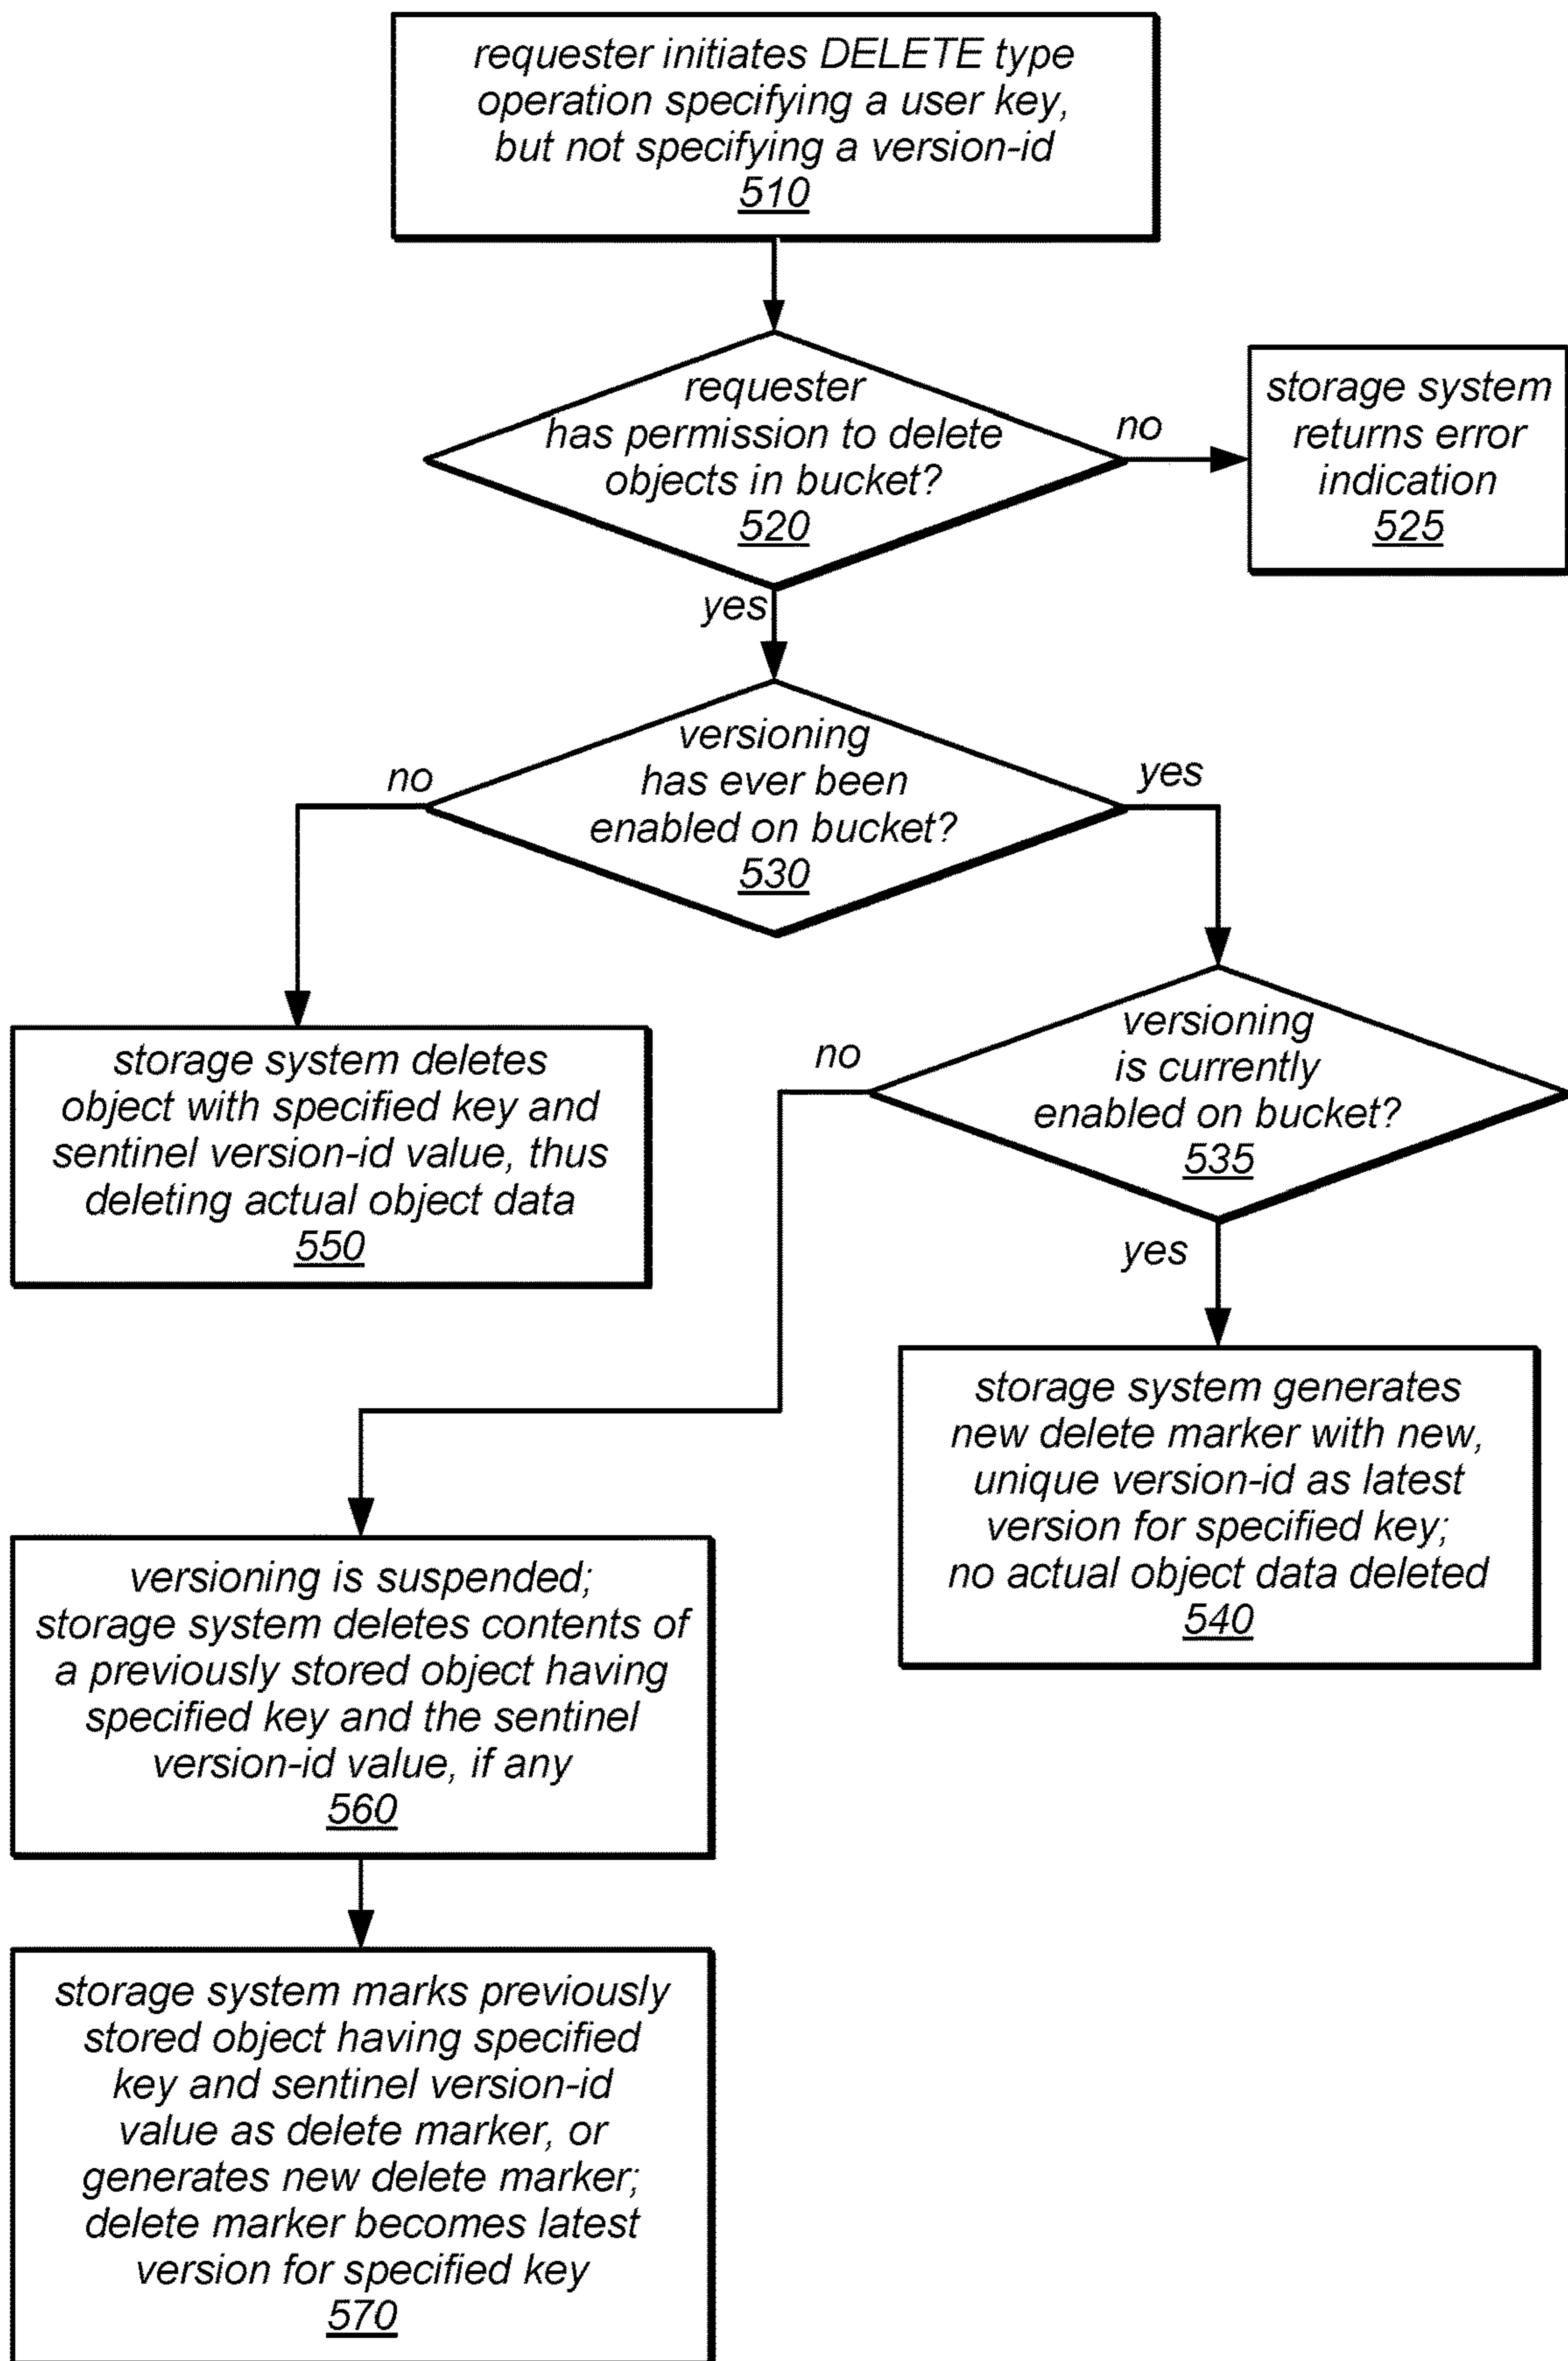 requester initiates DELETE type
operation specifying a user key,
but not specifying a version-id
510
requester
has permission to delete
objects in bucket?
520
no
storage system
returns error
indication
525
yes
versioning
has ever been
enabled on bucket?
530
no
yes
storage system deletes
object with specified key and
sentinel version-id value, thus
deleting actual object data
550
versioning
is currently
enabled on bucket?
535
no
yes
storage system generates
new delete marker with new,
unique version-id as latest
version for specified key;
no actual object data deleted
540
versioning is suspended;
storage system deletes contents of
a previously stored object having
specified key and the sentinel
version-id value, if any
560
storage system marks previously
stored object having specified
key and sentinel version-id
value as delete marker, or
generates new delete marker;
delete marker becomes latest
version for specified key
570